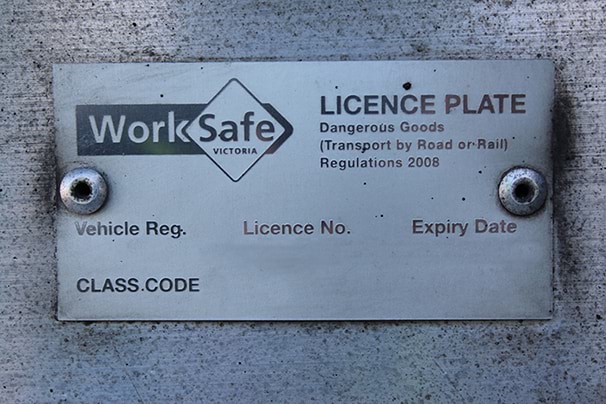 WorkSafe
VICTORIA
LICENCE PLATE
Dangerous Goods
(Transport by Road or Rail)
Regulations 2008
Vehicle Reg. Licence No. Expiry Date
CLASS.CODE